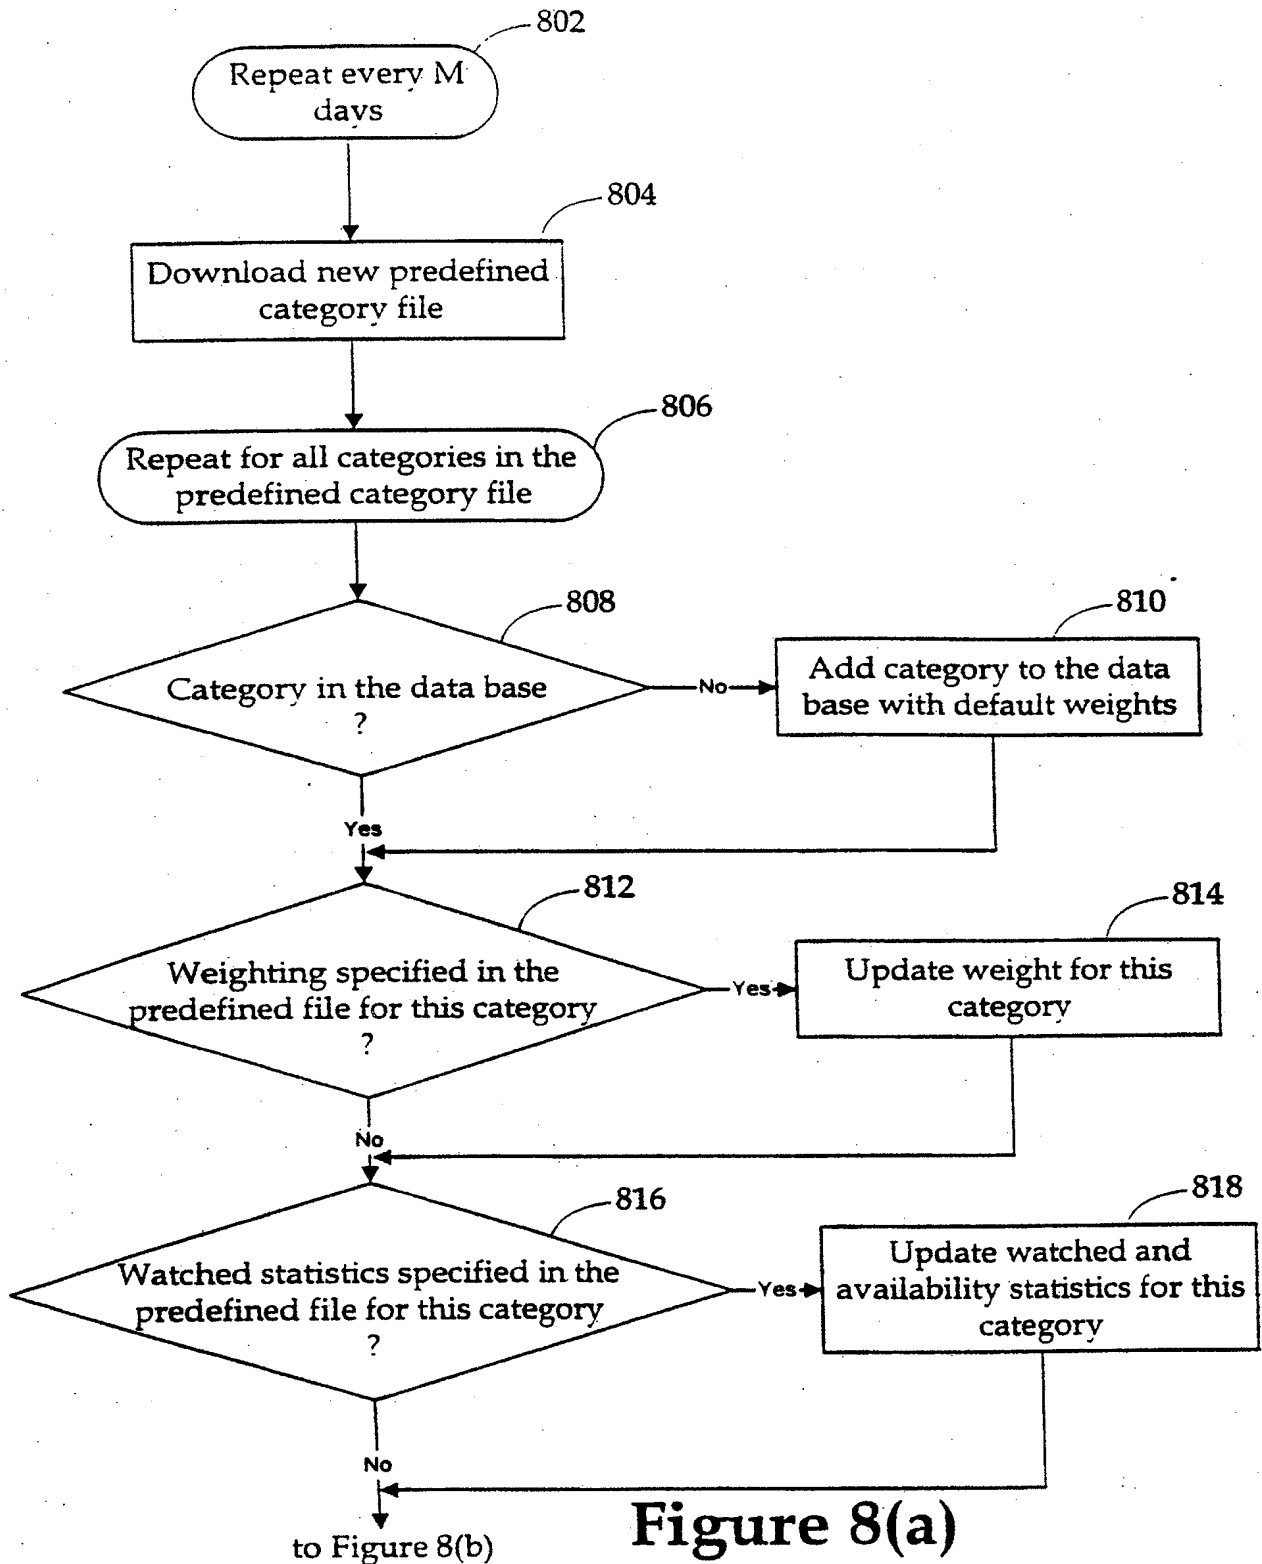 802
Repeat every M
days
804
Download new predefined
category file
806
Repeat for all categories in the
predefined category file
808
Category in the data base
?
No
810
Add category to the data
base with default weights
Yes
812
Weighting specified in the
predefined file for this category
?
Yes
814
Update weight for this
category
No
816
Watched statistics specified in the
predefined file for this category
?
Yes
818
Update watched and
availability statistics for this
category
No
to Figure 8(b)
Figure 8(a)